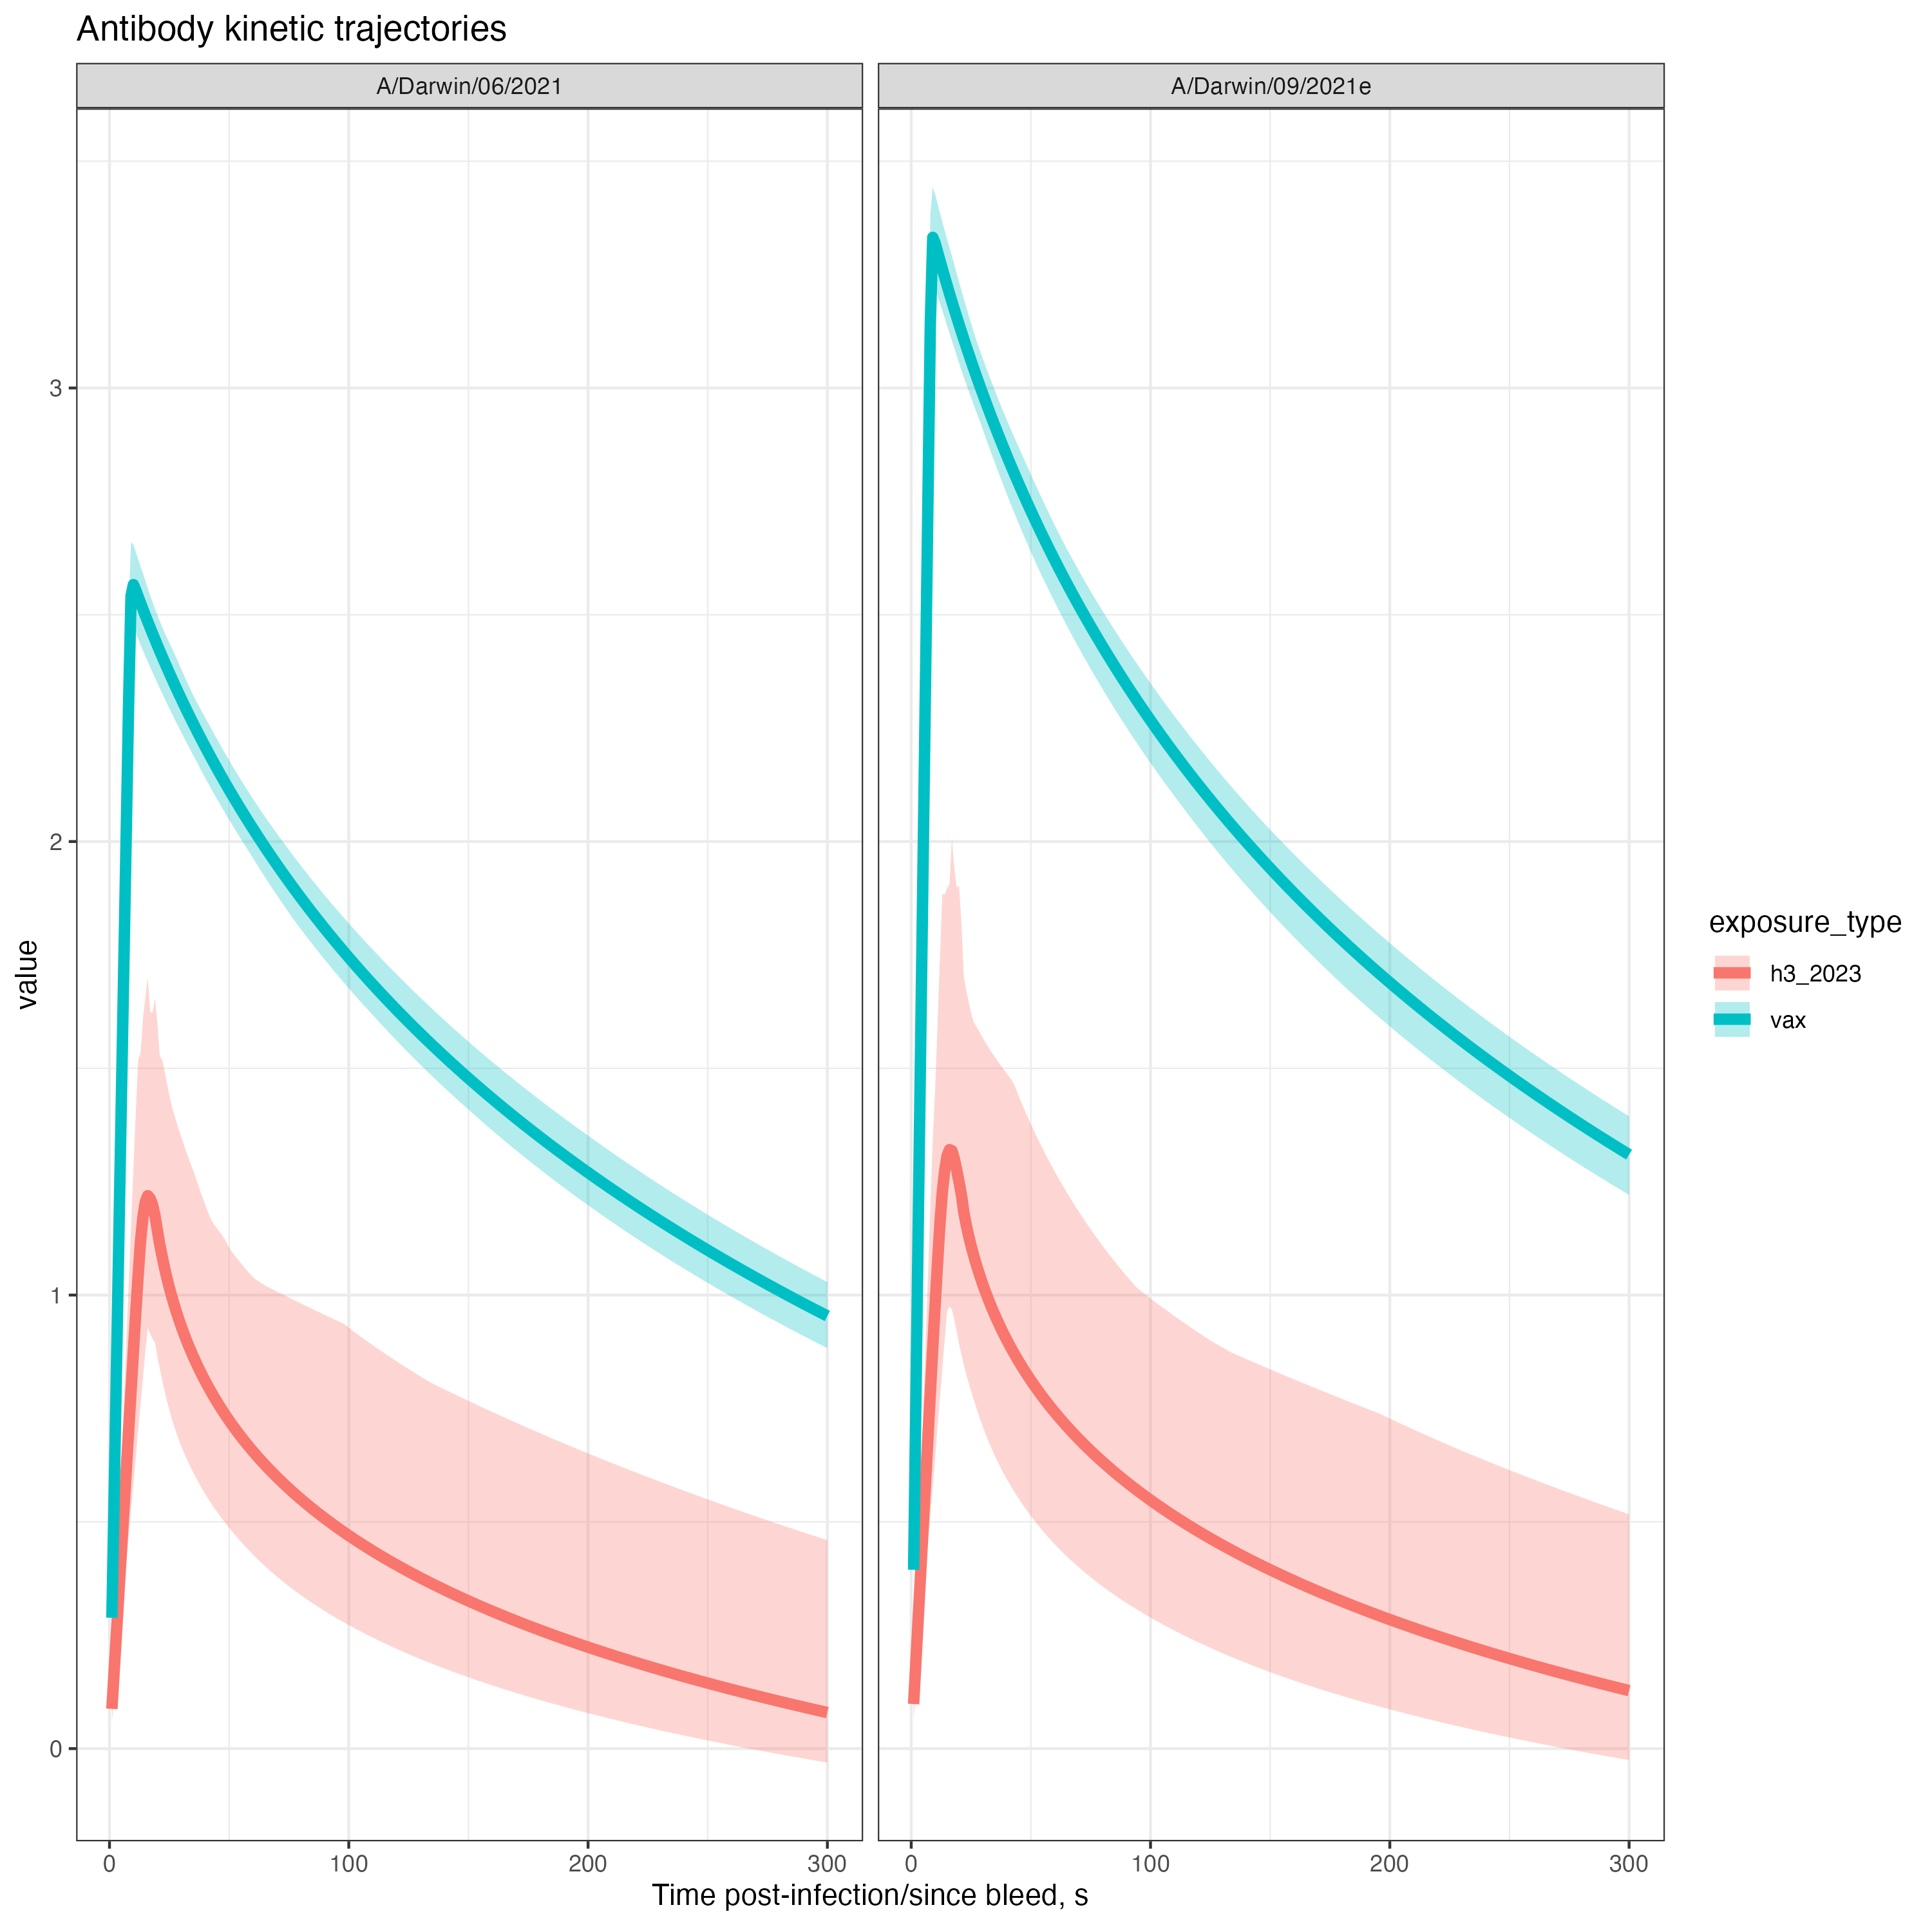 Antibody kinetic trajectories
A/Darwin/06/2021
A/Darwin/09/2021e
value
3
2
1
0
0 100 200 300
0 100 200 300
Time post-infection/since bleed, s
exposure_type
h3_2023
vax